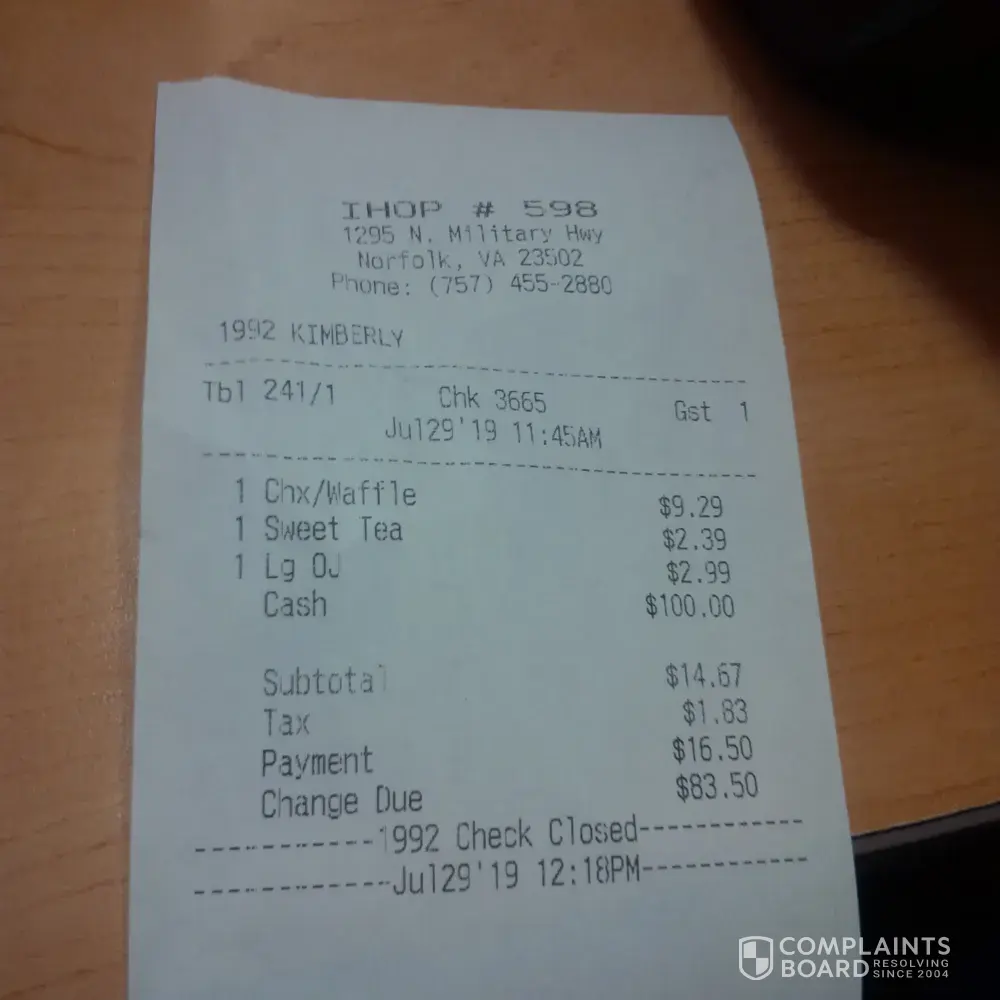 IHOP # 598
1295 N. Military Hwy
Norfolk, VA 23502
Phone: (757) 455-2880
1992 KIMBERLY
Tbl 241/1 Chk 3665 Gst 1
Jul29'19 11:45AM
1 Chx/Waffle $9.29
1 Sweet Tea $2.39
1 Lg OJ $2.99
Cash $100.00
Subtotal $14.67
Tax $1.83
Payment $16.50
Change Due $83.50
------------1992 Check Closed------------
-------------Jul29'19 12:18PM-------------
COMPLAINTS
BOARD RESOLVING SINCE 2004